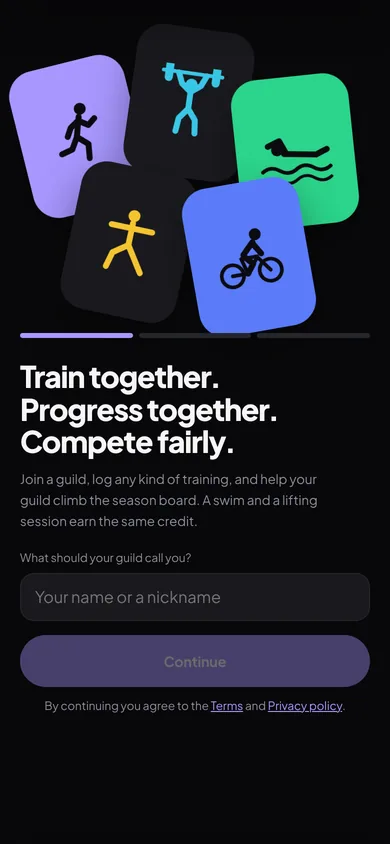 Train together.
Progress together.
Compete fairly.
Join a guild, log any kind of training, and help your
guild climb the season board. A swim and a lifting
session earn the same credit.
What should your guild call you?
Your name or a nickname
Continue
By continuing you agree to the Terms and Privacy policy.